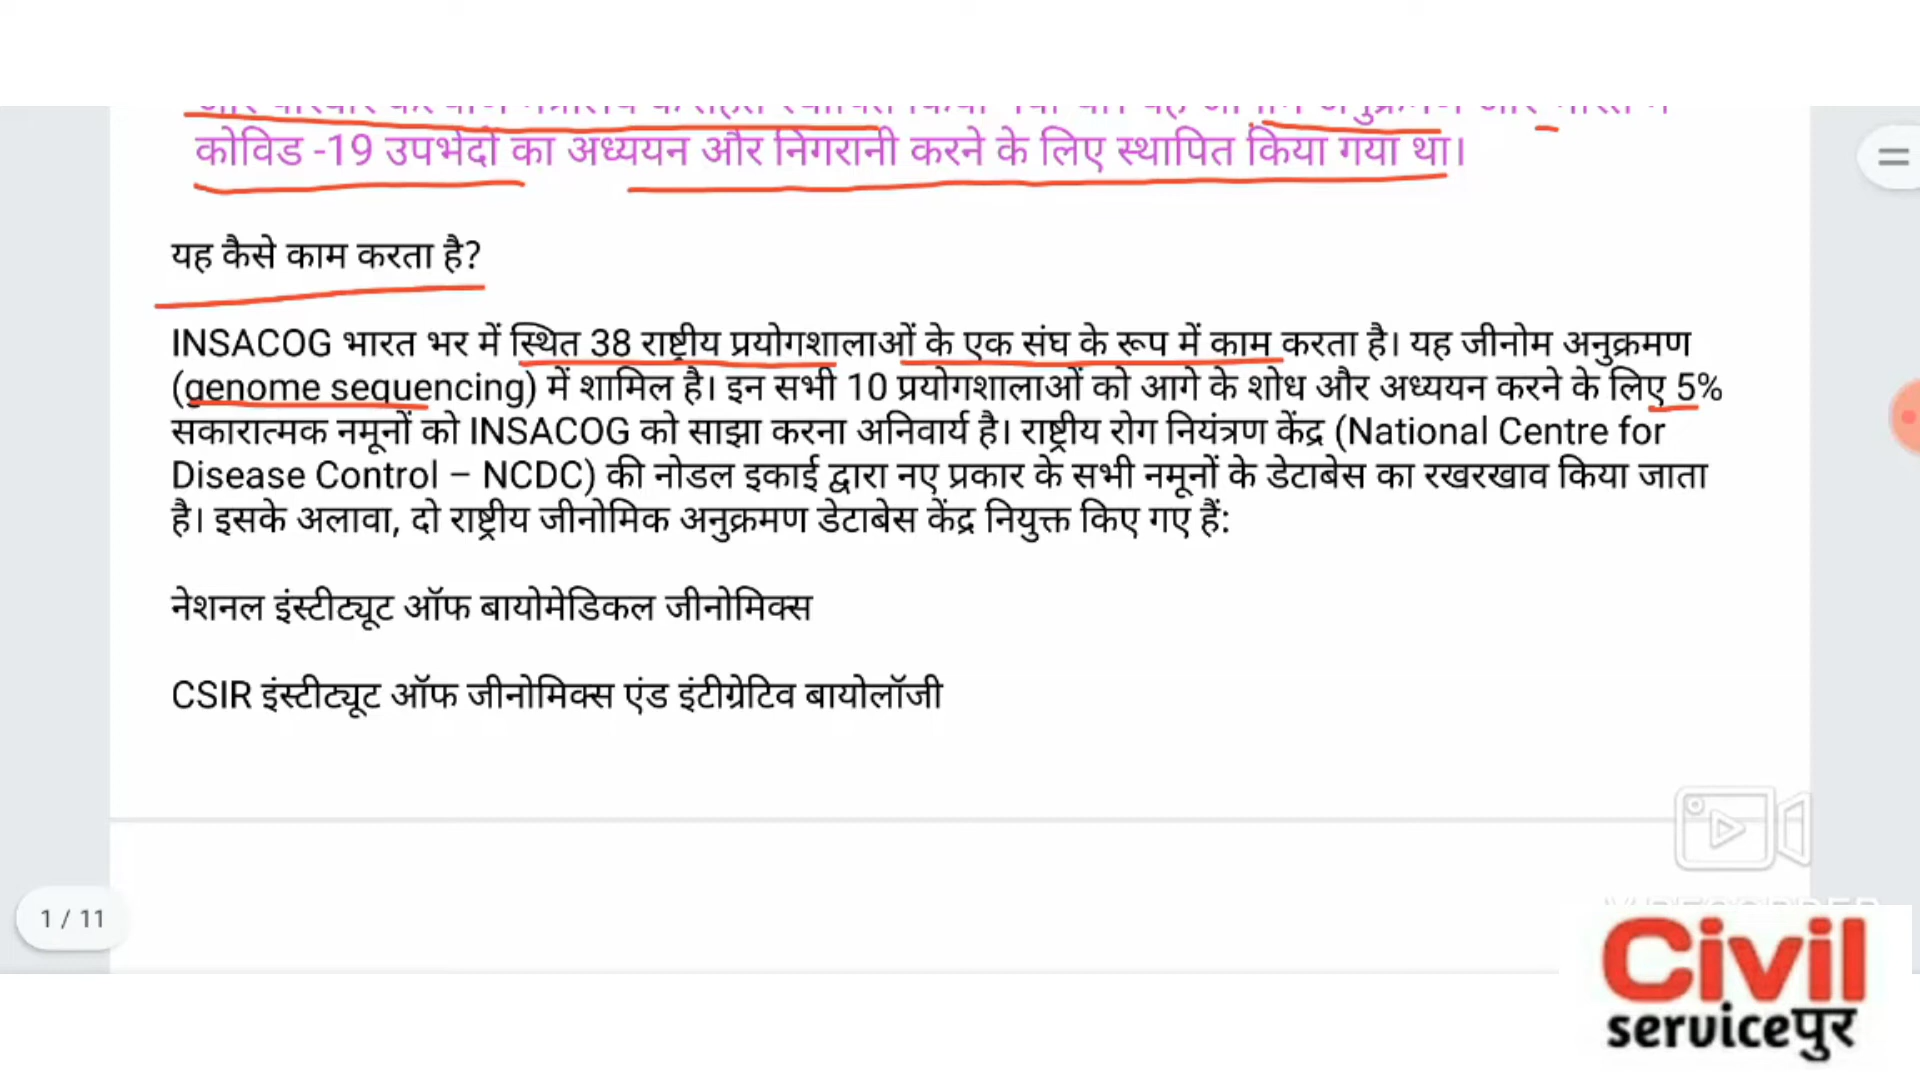 कोविड -19 उपभेदों का अध्ययन और निगरानी करने के लिए स्थापित किया गया था।
यह कैसे काम करता है?
INSACOG भारत भर में स्थित 38 राष्ट्रीय प्रयोगशालाओं के एक संघ के रूप में काम करता है। यह जीनोम अनुक्रमण
(genome sequencing) में शामिल है। इन सभी 10 प्रयोगशालाओं को आगे के शोध और अध्ययन करने के लिए 5%
सकारात्मक नमूनों को INSACOG को साझा करना अनिवार्य है। राष्ट्रीय रोग नियंत्रण केंद्र (National Centre for
Disease Control – NCDC) की नोडल इकाई द्वारा नए प्रकार के सभी नमूनों के डेटाबेस का रखरखाव किया जाता
है। इसके अलावा, दो राष्ट्रीय जीनोमिक अनुक्रमण डेटाबेस केंद्र नियुक्त किए गए हैं:
नेशनल इंस्टीट्यूट ऑफ बायोमेडिकल जीनोमिक्स
CSIR इंस्टीट्यूट ऑफ जीनोमिक्स एंड इंटीग्रेटिव बायोलॉजी
1 / 11
Civil
serviceपुर